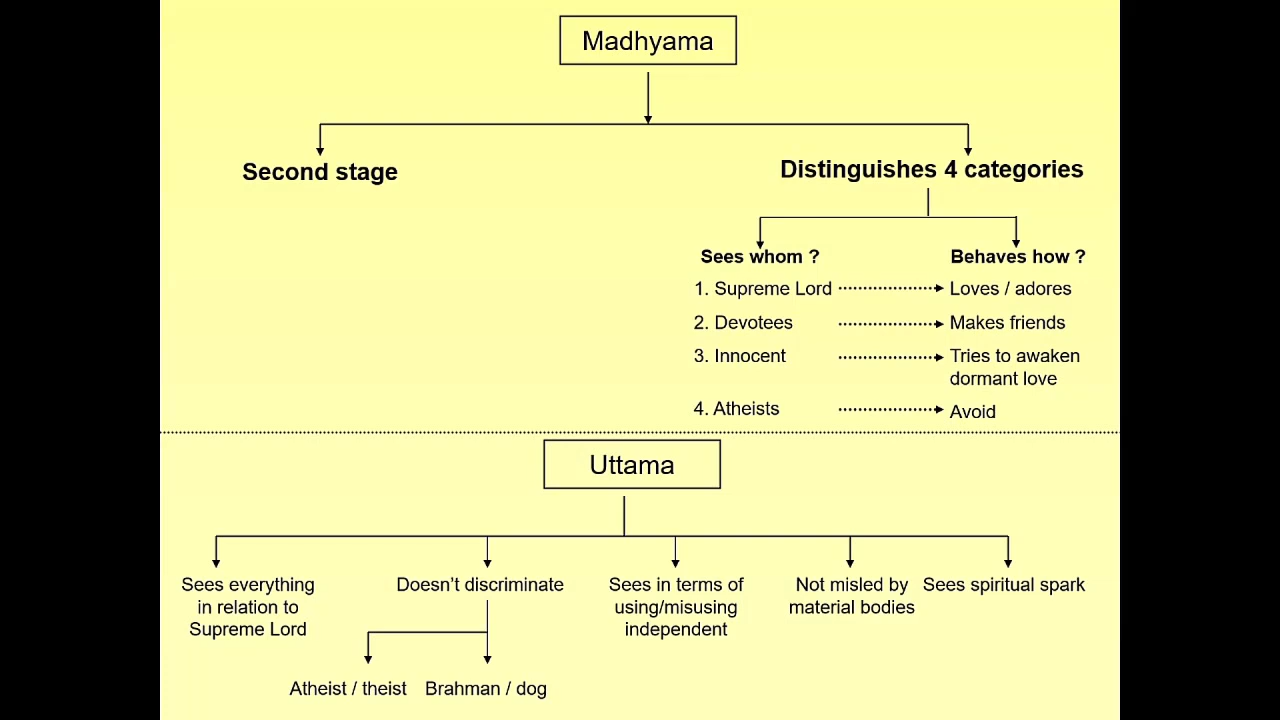 Madhyama
Second stage
Distinguishes 4 categories
Sees whom ?
Behaves how ?
1. Supreme Lord
Loves / adores
2. Devotees
Makes friends
3. Innocent
Tries to awaken
dormant love
4. Atheists
Avoid
Uttama
Sees everything
in relation to
Supreme Lord
Doesn’t discriminate
Atheist / theist
Brahman / dog
Sees in terms of
using/misusing
independent
Not misled by
material bodies
Sees spiritual spark